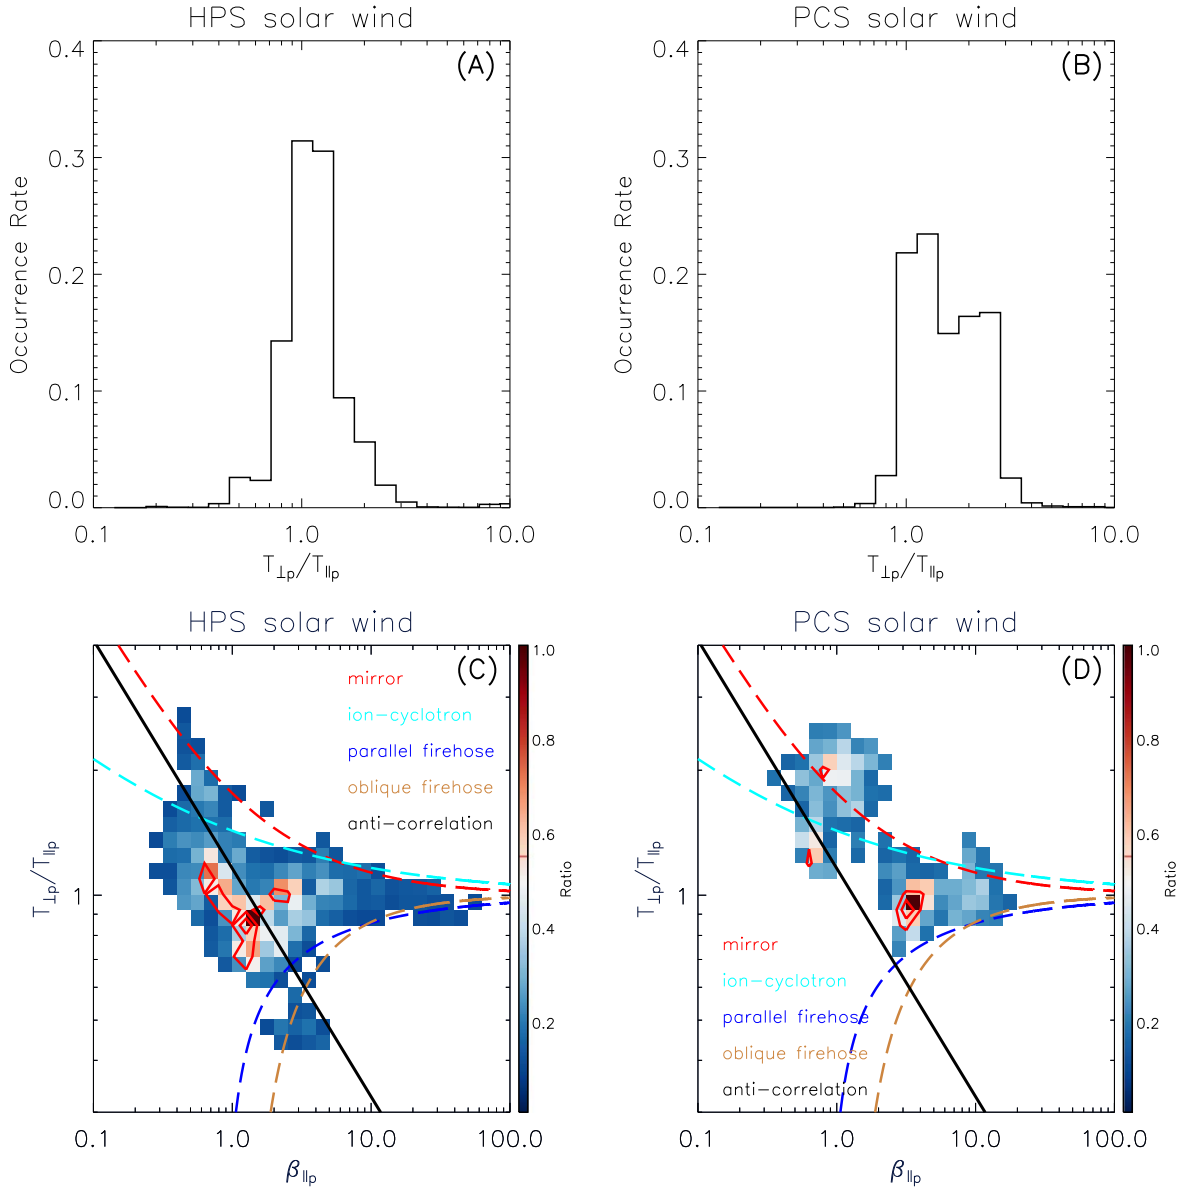 HPS solar wind
(A)
0.4
0.3
0.2
0.1
0.0
Occurrence Rate
0.1 1.0 10.0
T⊥p/T∥p
PCS solar wind
(B)
0.4
0.3
0.2
0.1
0.0
Occurrence Rate
0.1 1.0 10.0
T⊥p/T∥p
HPS solar wind
(C)
mirror
ion-cyclotron
parallel firehose
oblique firehose
anti-correlation
1
T⊥p/T∥p
0.1 1.0 10.0 100.0
β∥p
1.0
0.8
0.6
0.4
0.2
Ratio
PCS solar wind
(D)
mirror
ion-cyclotron
parallel firehose
oblique firehose
anti-correlation
1
T⊥p/T∥p
0.1 1.0 10.0 100.0
β∥p
1.0
0.8
0.6
0.4
0.2
Ratio